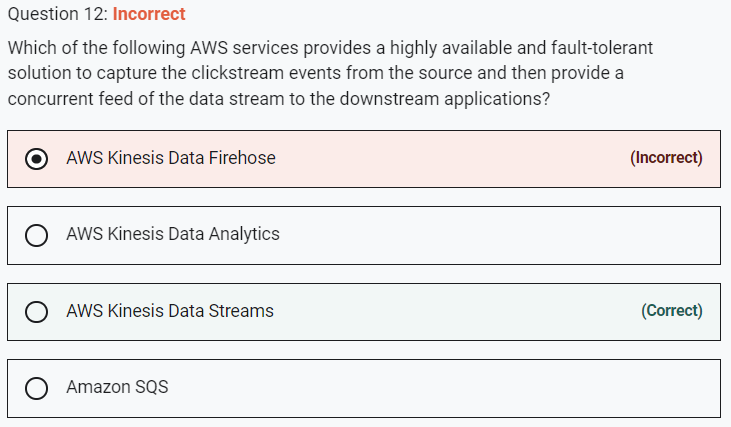 Question 12: Incorrect
Which of the following AWS services provides a highly available and fault-tolerant
solution to capture the clickstream events from the source and then provide a
concurrent feed of the data stream to the downstream applications?
AWS Kinesis Data Firehose (Incorrect)
AWS Kinesis Data Analytics
AWS Kinesis Data Streams (Correct)
Amazon SQS